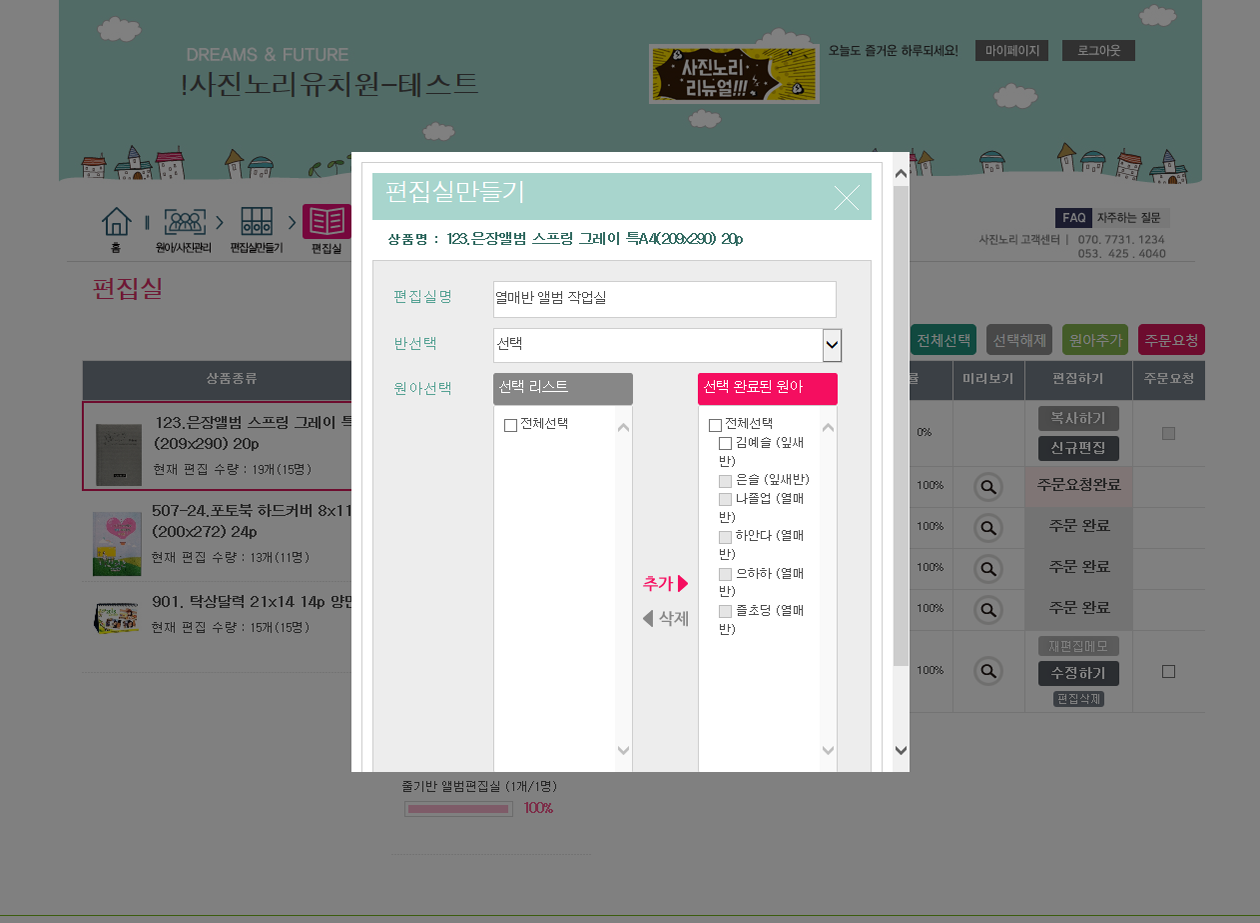 DREAMS & FUTURE
!사진노리유치원-테스트
사진노리
리뉴얼!!!
오늘도 즐거운 하루되세요!
마이페이지
로그아웃
홈
원아/사진관리
편집실만들기
편집실
FAQ 자주하는 질문
사진노리 고객센터 | 070. 7731. 1234
053. 425 . 4040
편집실
전체선택
선택해제
원아추가
주문요청
상품종류
미리보기
편집하기
주문요청
123.은장앨범 스프링 그레이 특
(209x290) 20p
현재 편집 수량 : 19개(15명)
507-24.포토북 하드커버 8x11
(200x272) 24p
현재 편집 수량 : 13개(11명)
901. 탁상달력 21x14 14p 양면
현재 편집 수량 : 15개(15명)
편집실만들기
상품명 : 123.은장앨범 스프링 그레이 특A4(209x290) 20p
편집실명
열매반 앨범 작업실
반선택
선택
원아선택
선택 리스트
전체선택
추가
삭제
선택 완료된 원아
전체선택
김예슬 (잎새
반)
은슬 (잎새반)
나줄업 (열매
반)
하안다 (열매
반)
으하하 (열매
반)
졸초덩 (열매
반)
0%
복사하기
신규편집
100%
주문요청완료
100%
주문 완료
100%
주문 완료
100%
주문 완료
100%
재편집메모
수정하기
편집삭제
줄기반 앨범편집실 (1개/1명)
100%